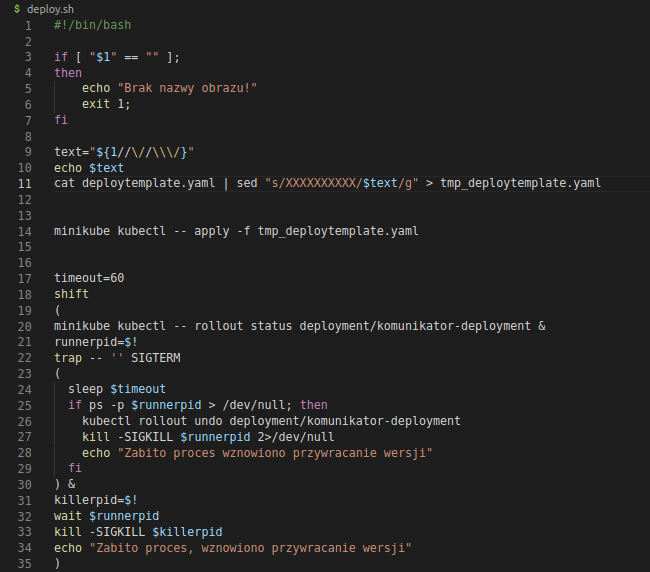 $ deploy.sh
1 #!/bin/bash
2
3 if [ "$1" == "" ];
4 then
5 echo "Brak nazwy obrazu!"
6 exit 1;
7 fi
8
9 text="${1//\//\\\/}"
10 echo $text
11 cat deploytemplate.yaml | sed "s/XXXXXXXXXX/$text/g" > tmp_deploytemplate.yaml
12
13
14 minikube kubectl -- apply -f tmp_deploytemplate.yaml
15
16
17 timeout=60
18 shift
19 (
20 minikube kubectl -- rollout status deployment/komunikator-deployment &
21 runnerpid=$!
22 trap -- '' SIGTERM
23 (
24 sleep $timeout
25 if ps -p $runnerpid > /dev/null; then
26 kubectl rollout undo deployment/komunikator-deployment
27 kill -SIGKILL $runnerpid 2>/dev/null
28 echo "Zabito proces wznowiono przywracanie wersji"
29 fi
30 ) &
31 killerpid=$!
32 wait $runnerpid
33 kill -SIGKILL $killerpid
34 echo "Zabito proces, wznowiono przywracanie wersji"
35 )